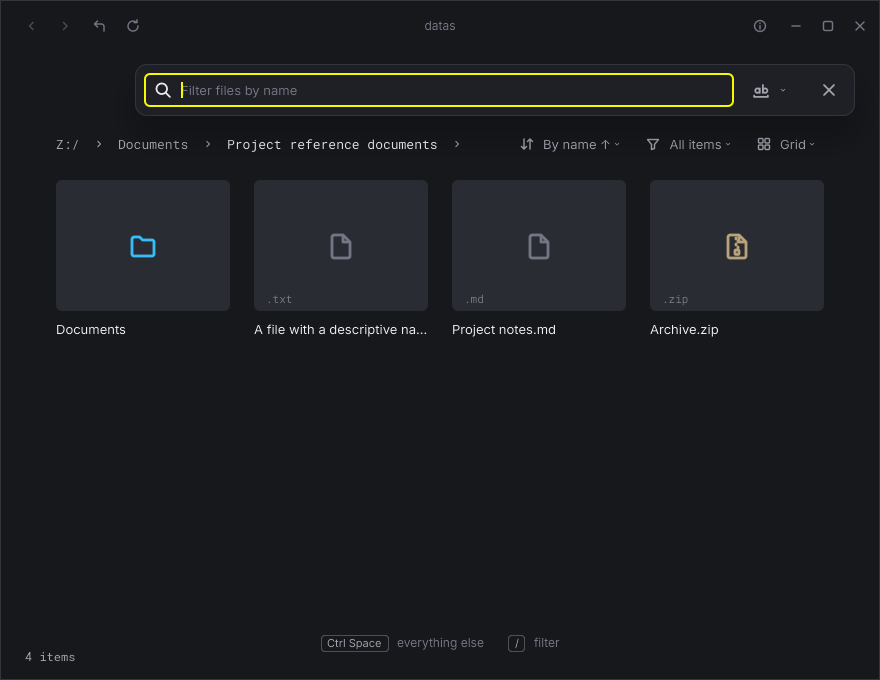 datas
Filter files by name
ab
Z:/ Documents Project reference documents By name All items Grid
.txt .md .zip
Documents A file with a descriptive na... Project notes.md Archive.zip
Ctrl Space everything else / filter
4 items